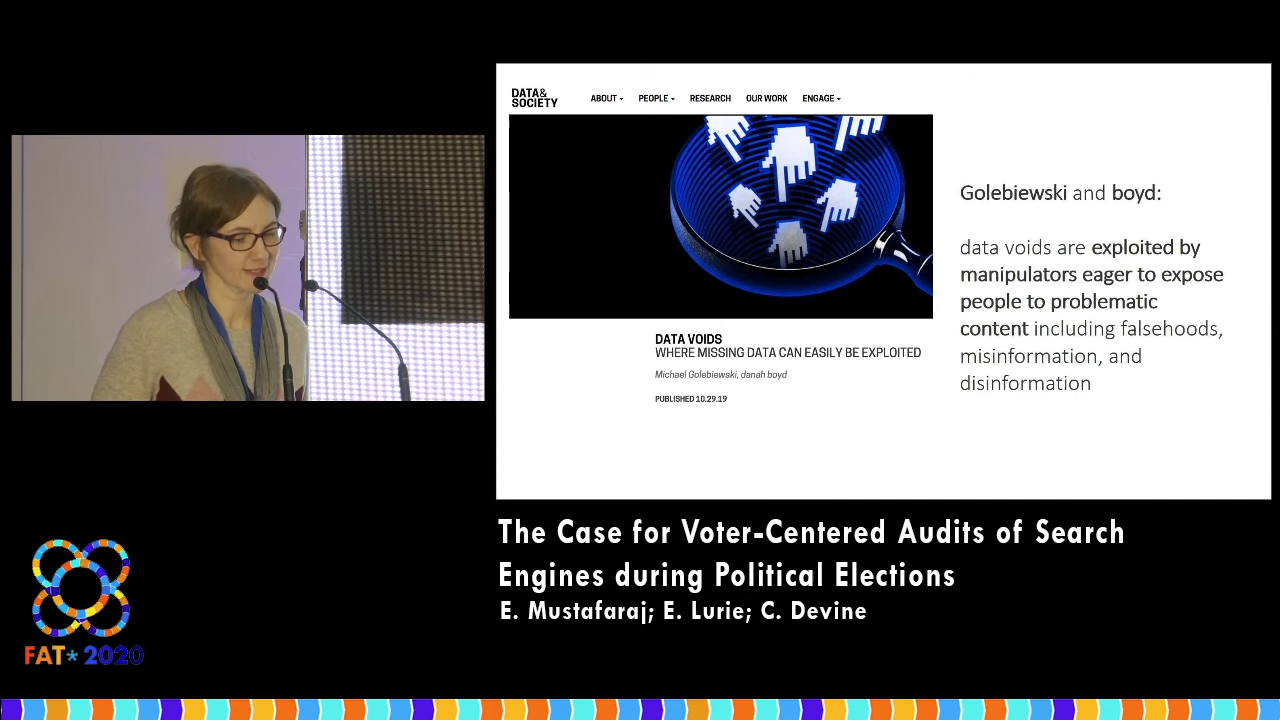 DATA&
SOCIETY
ABOUT PEOPLE RESEARCH OUR WORK ENGAGE
DATA VOIDS
WHERE MISSING DATA CAN EASILY BE EXPLOITED
Michael Golebiewski, danah boyd
PUBLISHED 10.29.19
Golebiewski and boyd:
data voids are exploited by
manipulators eager to expose
people to problematic
content including falsehoods,
misinformation, and
disinformation
The Case for Voter-Centered Audits of Search
Engines during Political Elections
E. Mustafaraj; E. Lurie; C. Devine
FAT* 2020